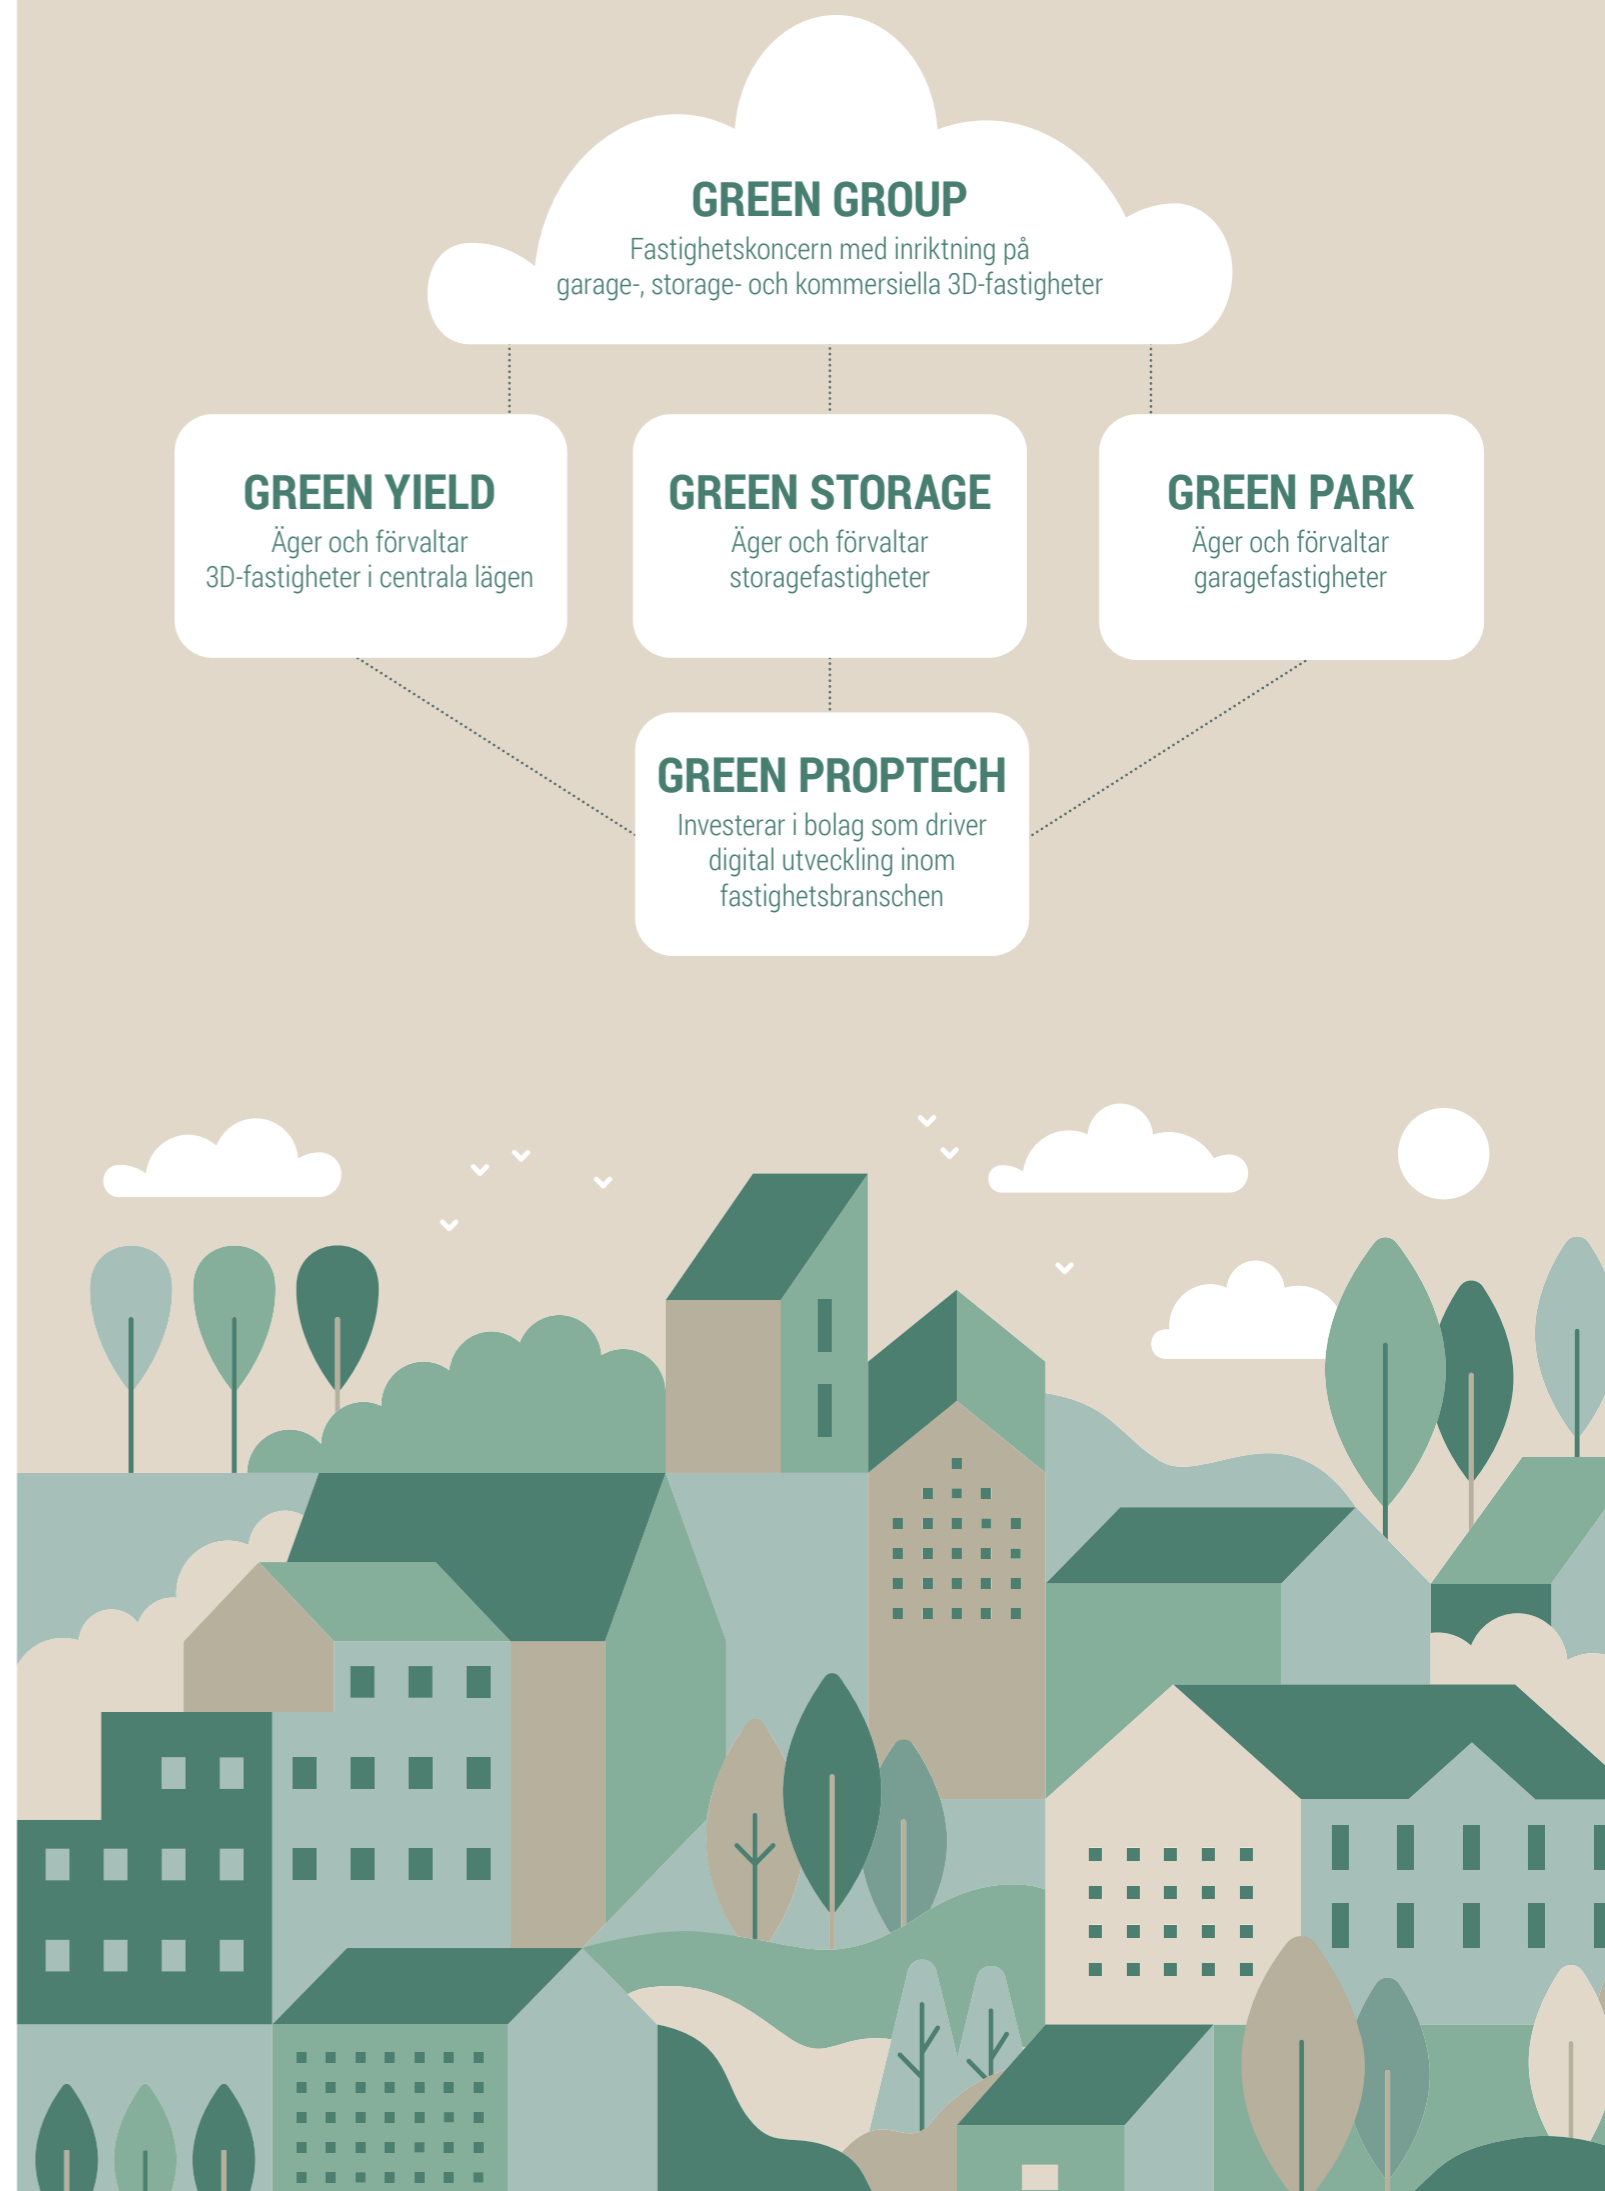 GREEN GROUP
Fastighetskoncern med inriktning på
garage-, storage- och kommersiella 3D-fastigheter
GREEN YIELD
Äger och förvaltar
3D-fastigheter i centrala lägen
GREEN STORAGE
Äger och förvaltar
storagefastigheter
GREEN PARK
Äger och förvaltar
garagefastigheter
GREEN PROPTECH
Investerar i bolag som driver
digital utveckling inom
fastighetsbranschen